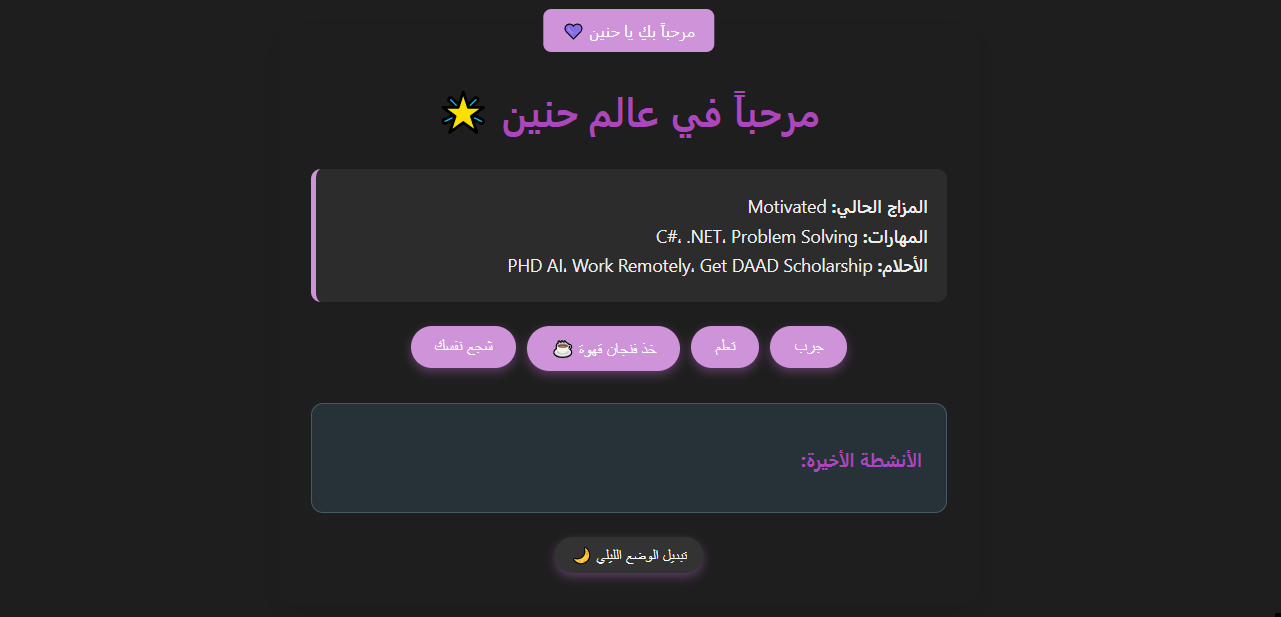 مرحباً بكِ يا حنين 💜
مرحباً في عالم حنين 🌟
المزاج الحالي: Motivated
المهارات: C#، .NET، Problem Solving
الأحلام: PHD AI، Work Remotely، Get DAAD Scholarship
جرب
تعلم
خذ فنجان قهوة ☕
شجع نفسك
الأنشطة الأخيرة:
تبديل الوضع الليلي 🌙